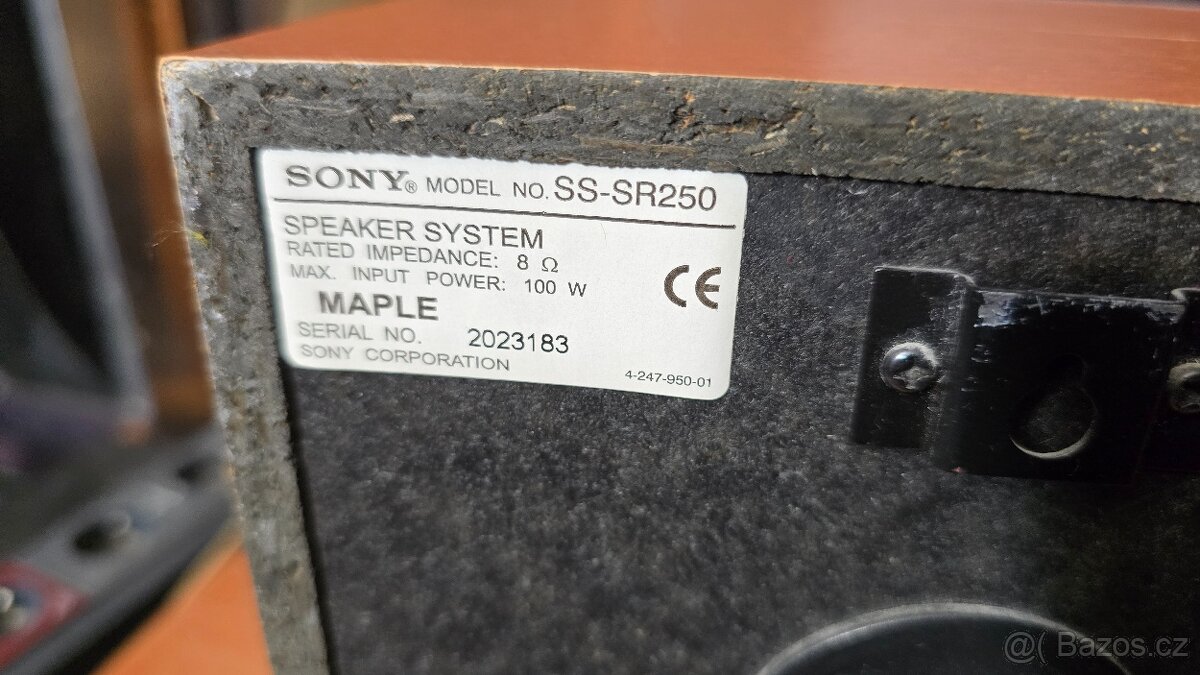 SONY® MODEL NO. SS-SR250
SPEAKER SYSTEM
RATED IMPEDANCE: 8 Ω
MAX. INPUT POWER: 100 W
CE
MAPLE
SERIAL NO. 2023183
SONY CORPORATION
4-247-950-01
@( Bazos.cz